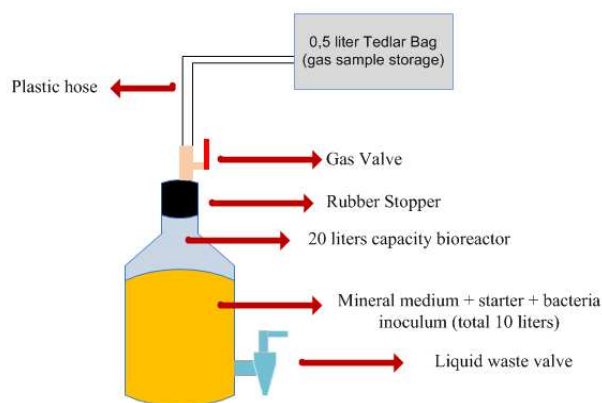 0,5 liter Tedlar Bag
(gas sample storage)
Plastic hose
Gas Valve
Rubber Stopper
20 liters capacity bioreactor
Mineral medium + starter + bacteria
inoculum (total 10 liters)
Liquid waste valve